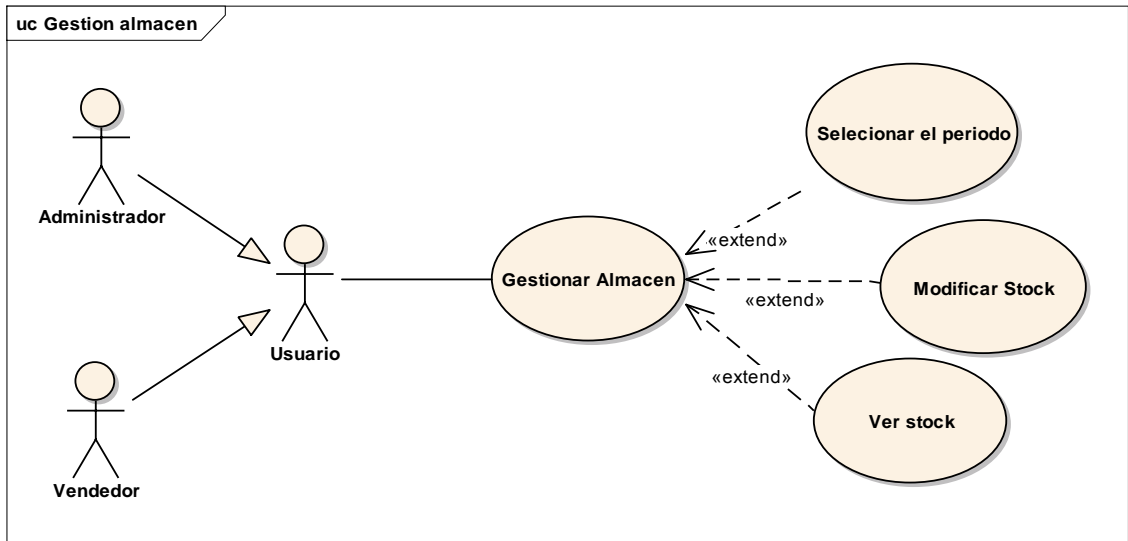 uc Gestion almacen
Administrador
Vendedor
Usuario
Gestionar Almacen
«extend»
«extend»
«extend»
Selecionar el periodo
Modificar Stock
Ver stock